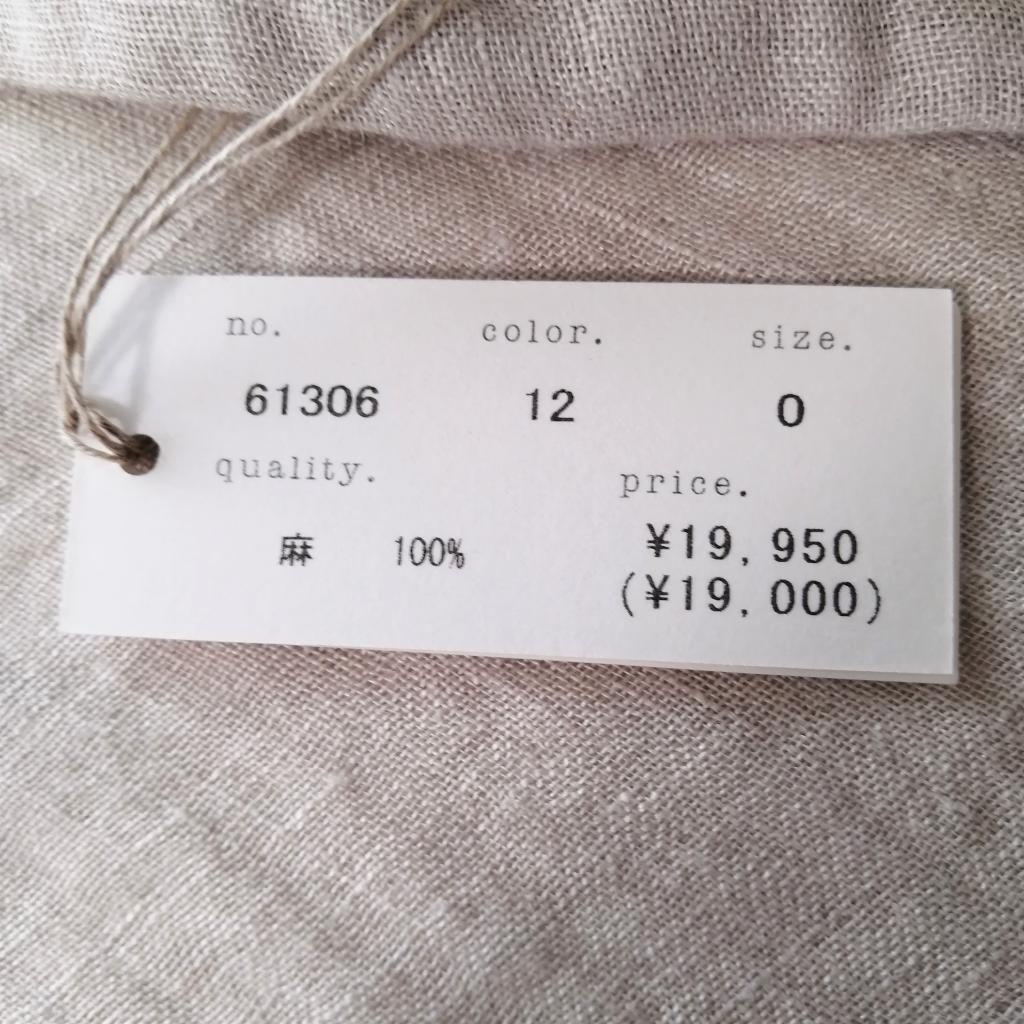 no. color. size.
61306 12 0
quality. price.
麻 100% ¥19,950
(¥19,000)